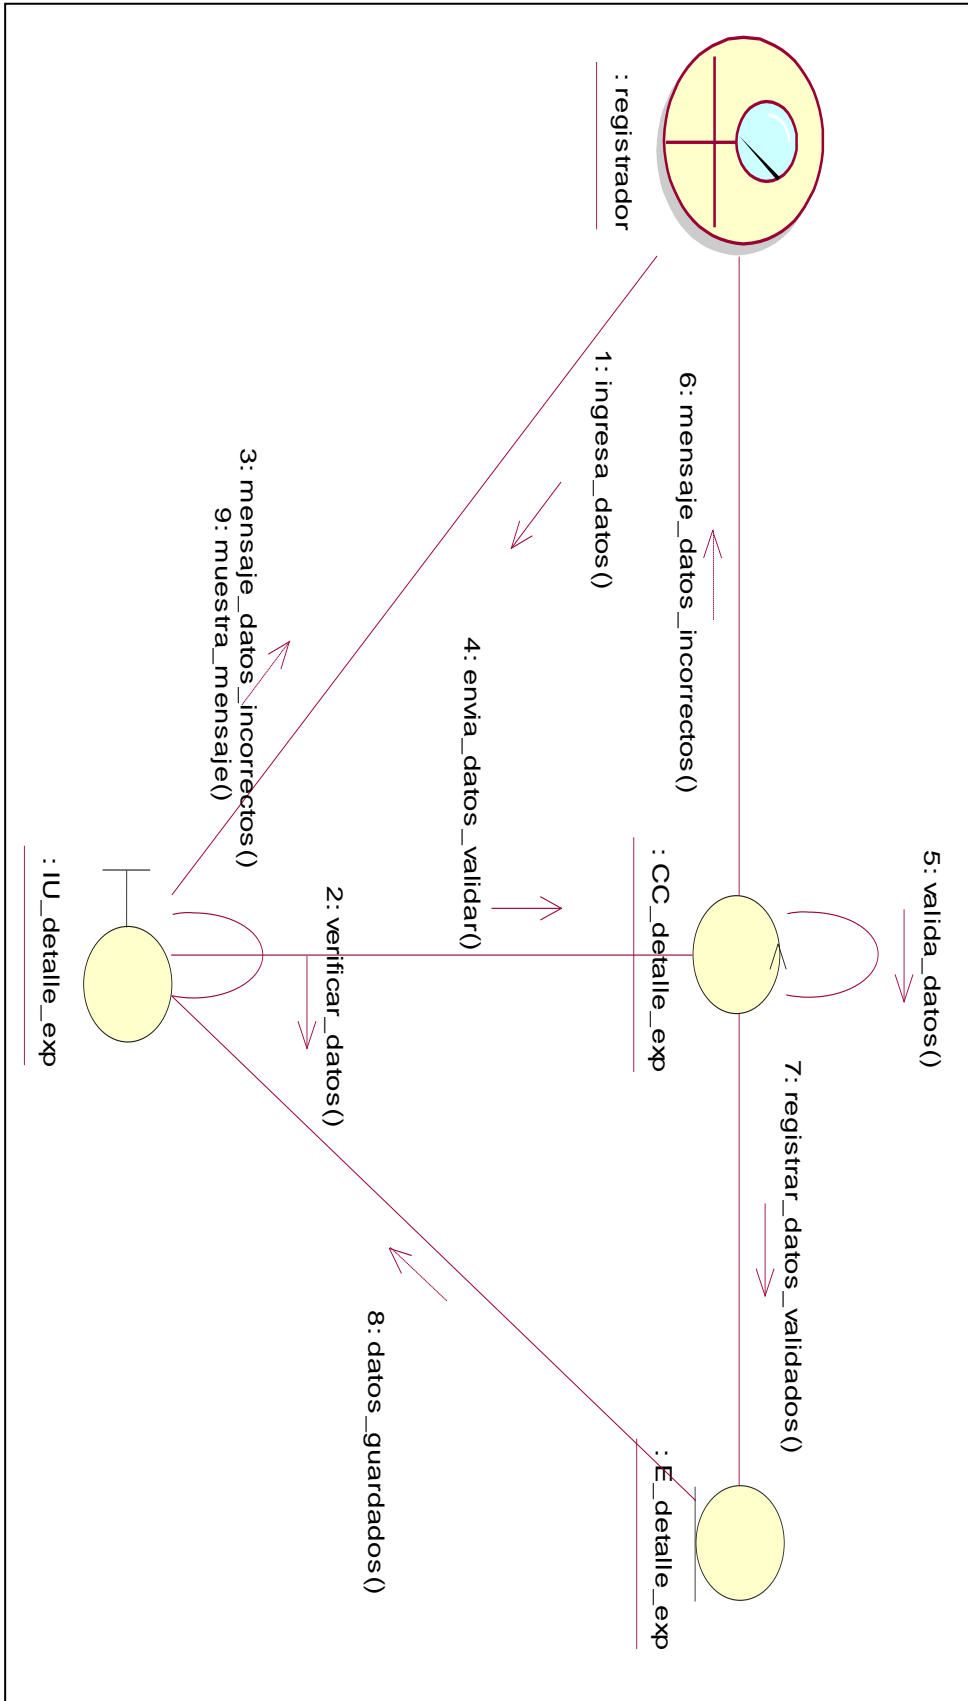 5: valida_datos()
: registrador
6: mensaje_datos_incorrectos()
: CC_detalle_exp
7: registrar_datos_validados()
: E_detalle_exp
1: ingresa_datos()
4: envia_datos_validar()
8: datos_guardados()
2: verificar_datos()
3: mensaje_datos_incorrectos()
9: muestra_mensaje()
: IU_detalle_exp